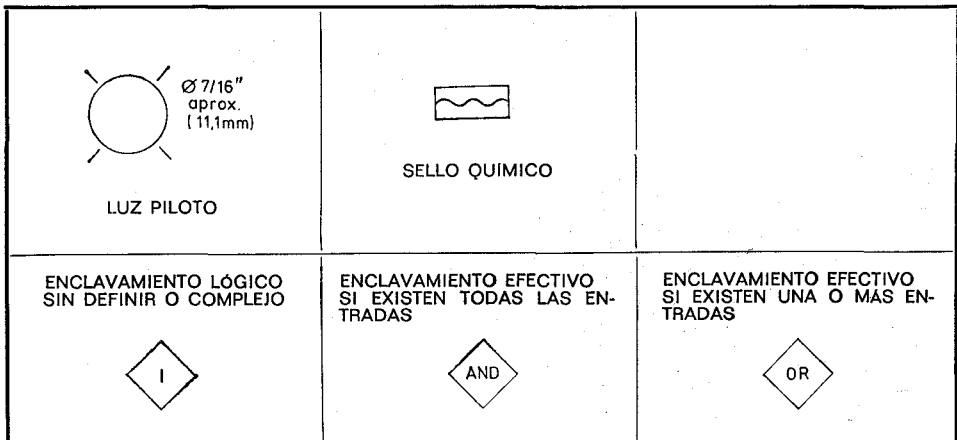 Ø 7/16"
aprox.
(11,1mm)
LUZ PILOTO
SELLO QUIMICO
ENCLAVAMIENTO LÓGICO
SIN DEFINIR O COMPLEJO
I
ENCLAVAMIENTO EFECTIVO
SI EXISTEN TODAS LAS EN-
TRADAS
AND
ENCLAVAMIENTO EFECTIVO
SI EXISTEN UNA O MÁS EN-
TRADAS
OR